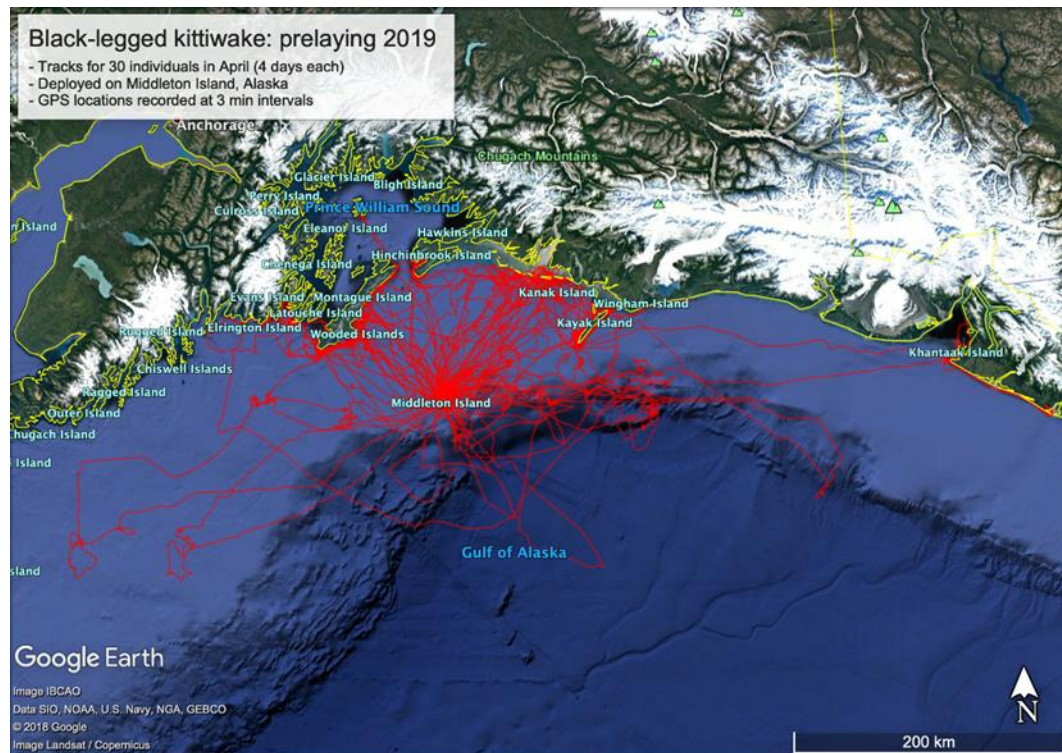 Black-legged kittiwake: prelaying 2019
- Tracks for 30 individuals in April (4 days each)
- Deployed on Middleton Island, Alaska
- GPS locations recorded at 3 min intervals
Anchorage
Chugach Mountains
Glacier Island
Bligh Island
Perry Island
Prince William Sound
Culross Island
n Island
Eleanor Island
Hawkins Island
Hinchinbrook Island
Chenega Island
Kanak Island
Evans Island
Montague Island
Wingham Island
Latouche Island
Rugged Island
Elrington Island
Wooded Islands
Kayak Island
Khantaak Island
Chiswell Islands
Ragged Island
Middleton Island
Outer Island
Chugach Island
Island
Gulf of Alaska
sland
Google Earth
Image IBCAO
Data SIO, NOAA, U.S. Navy, NGA, GEBCO
© 2018 Google
Image Landsat / Copernicus
N
200 km